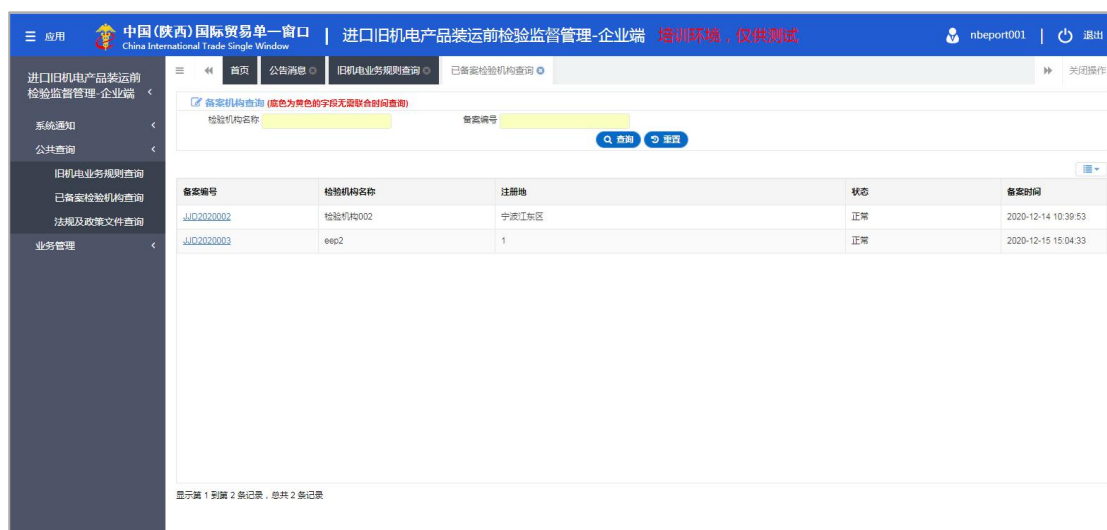 应用
中国(陕西)国际贸易单一窗口 | 进口旧机电产品装运前检验监督管理-企业端 培训环境，仅供测试
China International Trade Single Window
nbeport001 | 退出
进口旧机电产品装运前
检验监督管理-企业端
系统通知
公共查询
旧机电业务规则查询
已备案检验机构查询
法规及政策文件查询
业务管理
首页 公告消息 旧机电业务规则查询 已备案检验机构查询 关闭操作
备案机构查询 (底色为黄色的字段无需联合时间查询)
检验机构名称 备案编号
查询 重置
备案编号 检验机构名称 注册地 状态 备案时间
JJD2020002 检验机构002 宁波江东区 正常 2020-12-14 10:39:53
JJD2020003 eep2 1 正常 2020-12-15 15:04:33
显示第 1 到第 2 条记录，总共 2 条记录